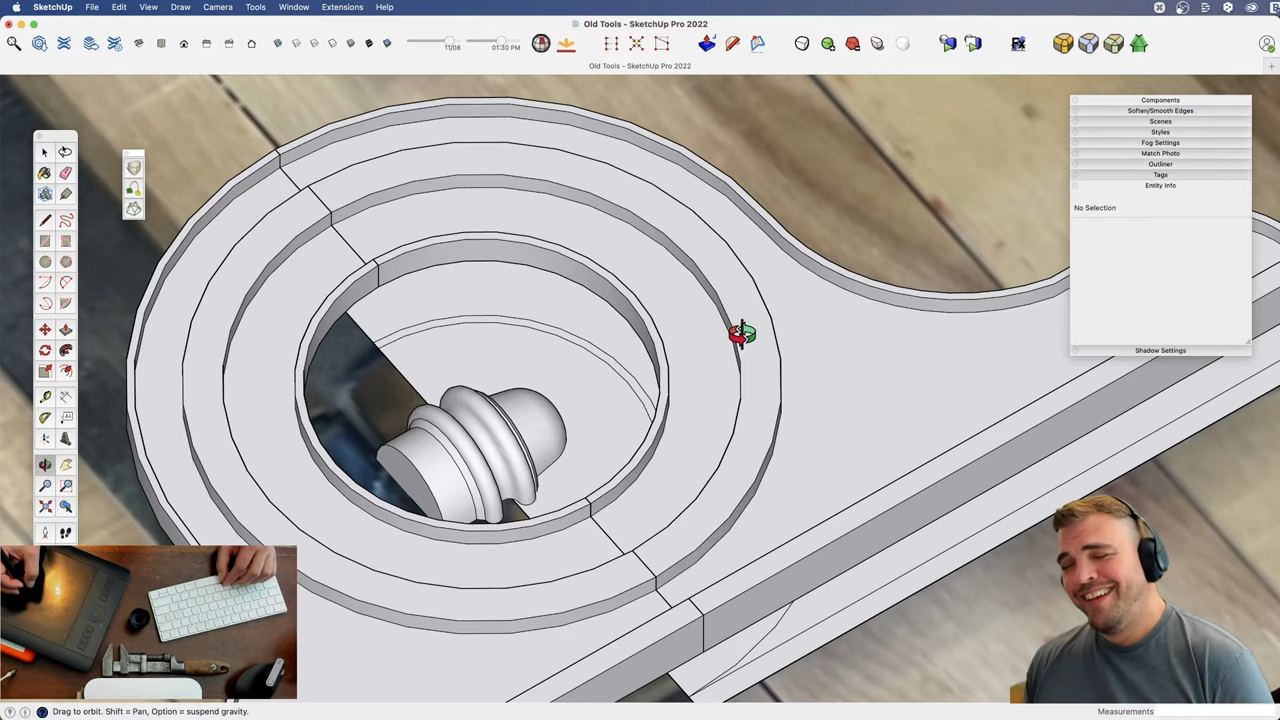 SketchUp File Edit View Draw Camera Tools Window Extensions Help
Old Tools - SketchUp Pro 2022
11/08 01:30 PM
Old Tools - SketchUp Pro 2022
Components
Soften/Smooth Edges
Scenes
Styles
Fog Settings
Match Photo
Outliner
Tags
Entity Info
No Selection
Shadow Settings
Drag to orbit. Shift = Pan, Option = suspend gravity.
Measurements